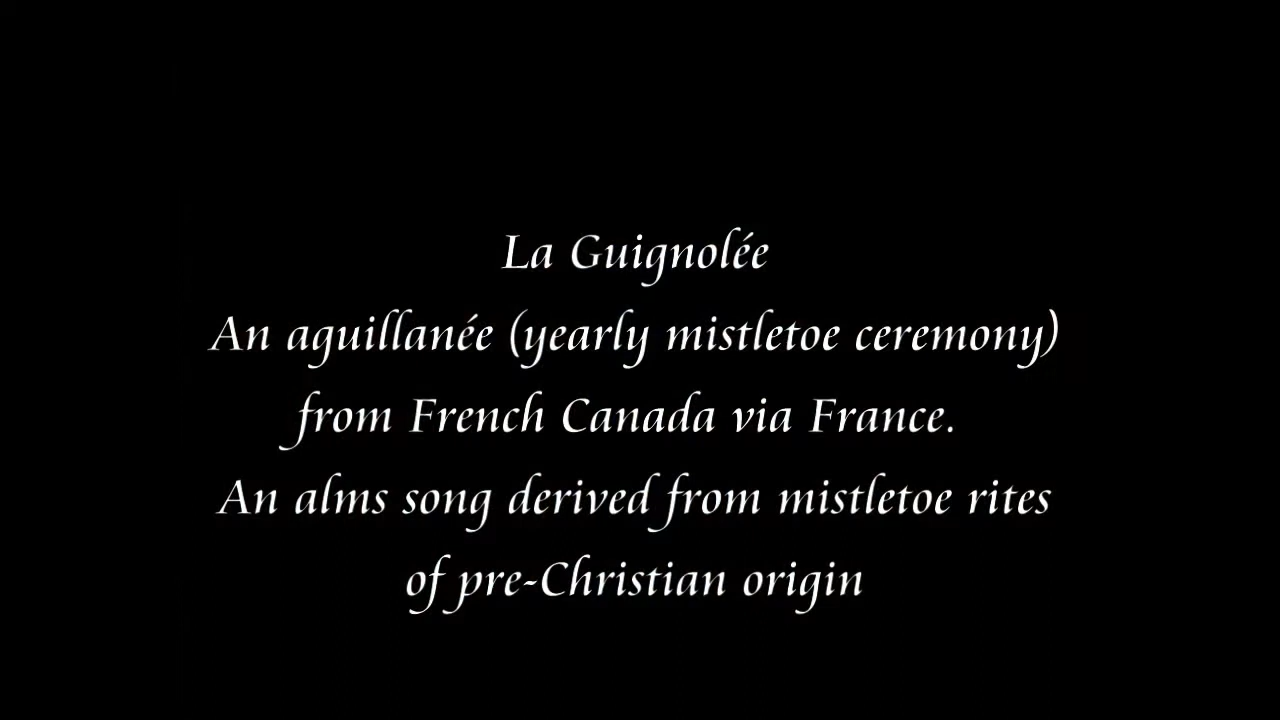 La Guignolée
An aguillanée (yearly mistletoe ceremony)
from French Canada via France.
An alms song derived from mistletoe rites
of pre-Christian origin